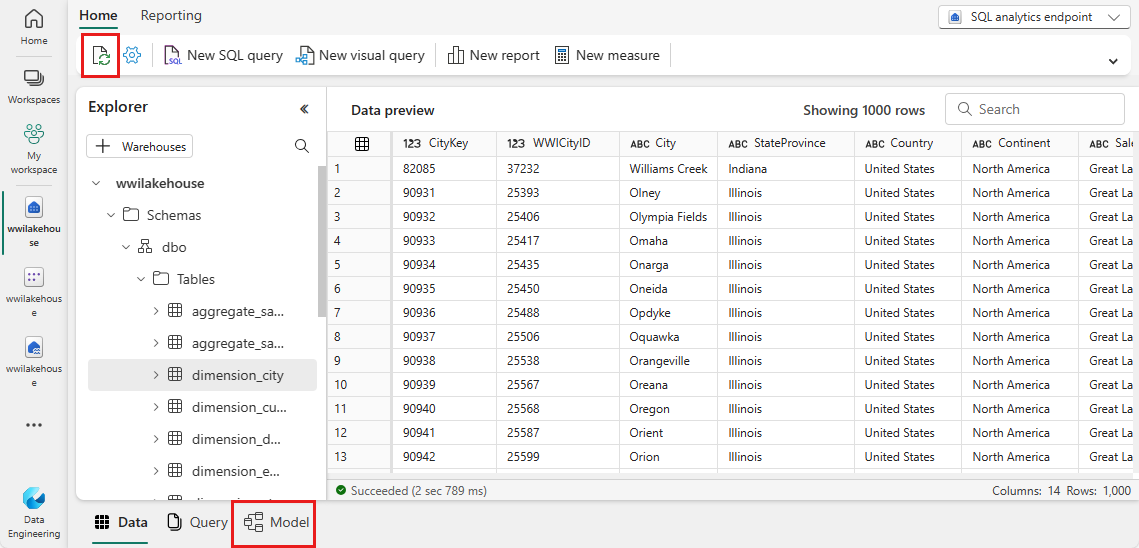 Home
Workspaces
My
workspace
wwilakehou
se
wwilakehous
e
wwilakehous
e
Data
Engineering
Home Reporting
SQL analytics endpoint
SQL New SQL query New visual query New report New measure
Explorer
Warehouses
wwilakehouse
Schemas
dbo
Tables
aggregate_sa...
aggregate_sa...
dimension_city
dimension_cu...
dimension_d...
dimension_e...
Data preview Showing 1000 rows Search
123 CityKey 123 WWICityID ABC City ABC StateProvince ABC Country ABC Continent ABC Sale
1 82085 37232 Williams Creek Indiana United States North America Great La
2 90931 25393 Olney Illinois United States North America Great La
3 90932 25406 Olympia Fields Illinois United States North America Great La
4 90933 25417 Omaha Illinois United States North America Great La
5 90934 25435 Onarga Illinois United States North America Great La
6 90935 25450 Oneida Illinois United States North America Great La
7 90936 25488 Opdyke Illinois United States North America Great La
8 90937 25506 Oquawka Illinois United States North America Great La
9 90938 25538 Orangeville Illinois United States North America Great La
10 90939 25567 Oreana Illinois United States North America Great La
11 90940 25568 Oregon Illinois United States North America Great La
12 90941 25587 Orient Illinois United States North America Great La
13 90942 25599 Orion Illinois United States North America Great La
Succeeded (2 sec 789 ms) Columns: 14 Rows: 1,000
Data Query Model